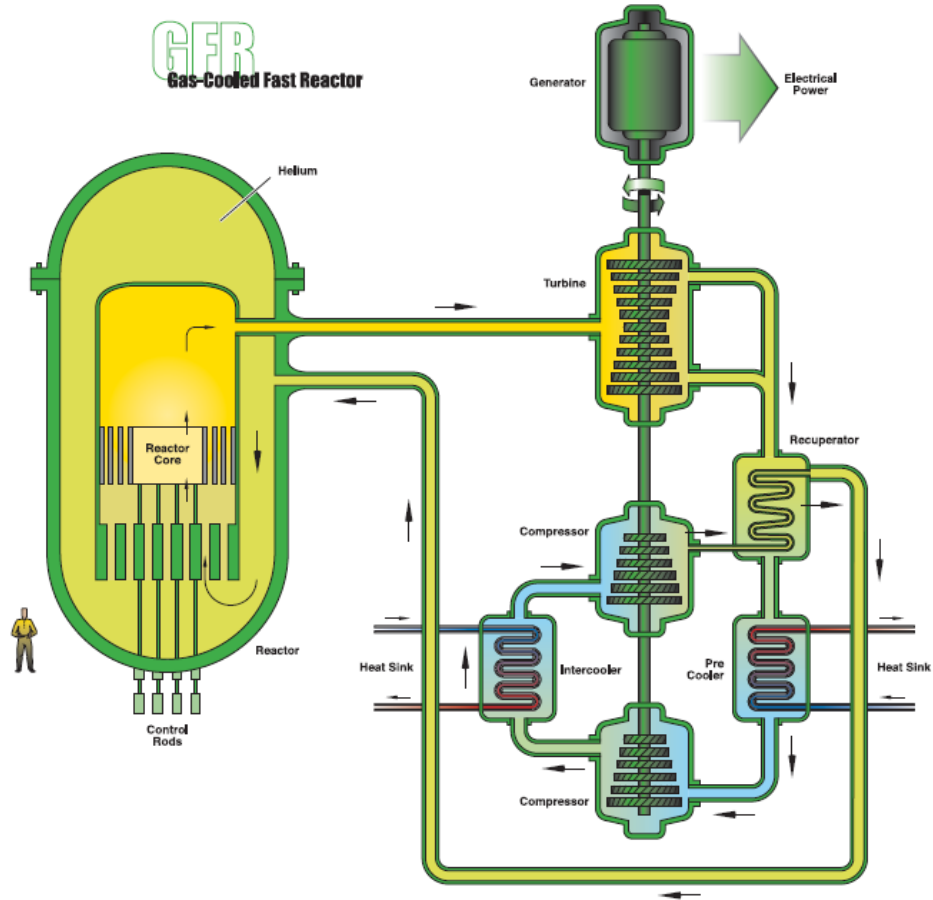 GFR
Gas-Cooled Fast Reactor
Generator
Electrical
Power
Helium
Turbine
Reactor
Core
Recuperator
Compressor
Reactor
Heat Sink
Intercooler
Pre
Cooler
Heat Sink
Control
Rods
Compressor